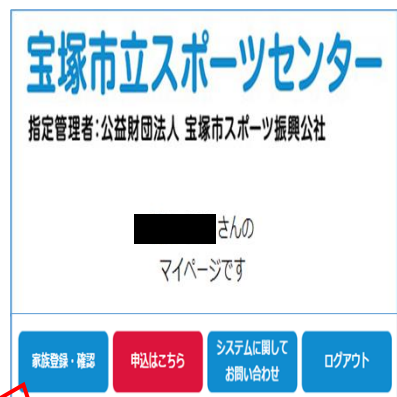 宝塚市立スポーツセンター
指定管理者:公益財団法人 宝塚市スポーツ振興公社
さんの
マイページです
家族登録・確認
申込はこちら
システムに関して
お問い合わせ
ログアウト